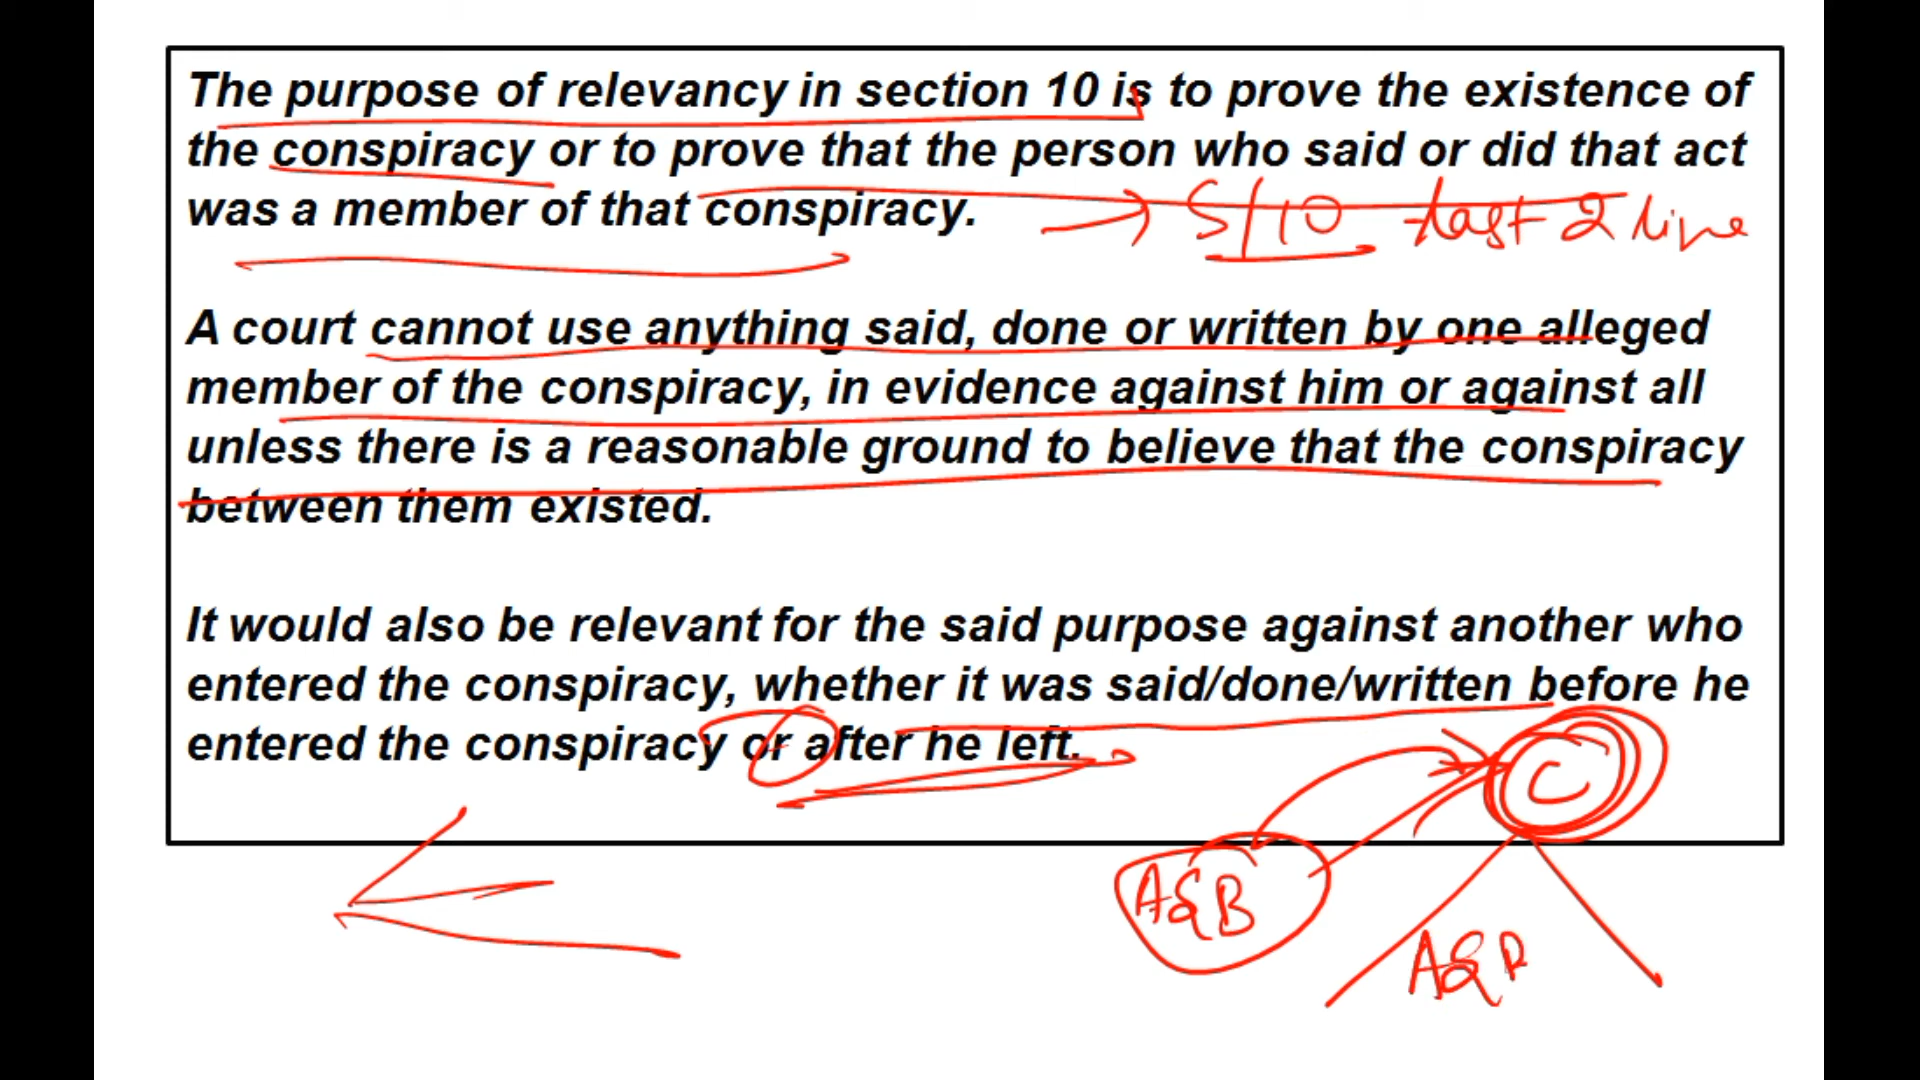 The purpose of relevancy in section 10 is to prove the existence of
the conspiracy or to prove that the person who said or did that act
was a member of that conspiracy.
S/10 last 2 line
A court cannot use anything said, done or written by one alleged
member of the conspiracy, in evidence against him or against all
unless there is a reasonable ground to believe that the conspiracy
between them existed.
It would also be relevant for the said purpose against another who
entered the conspiracy, whether it was said/done/written before he
entered the conspiracy or after he left.
C
A&B
A&B